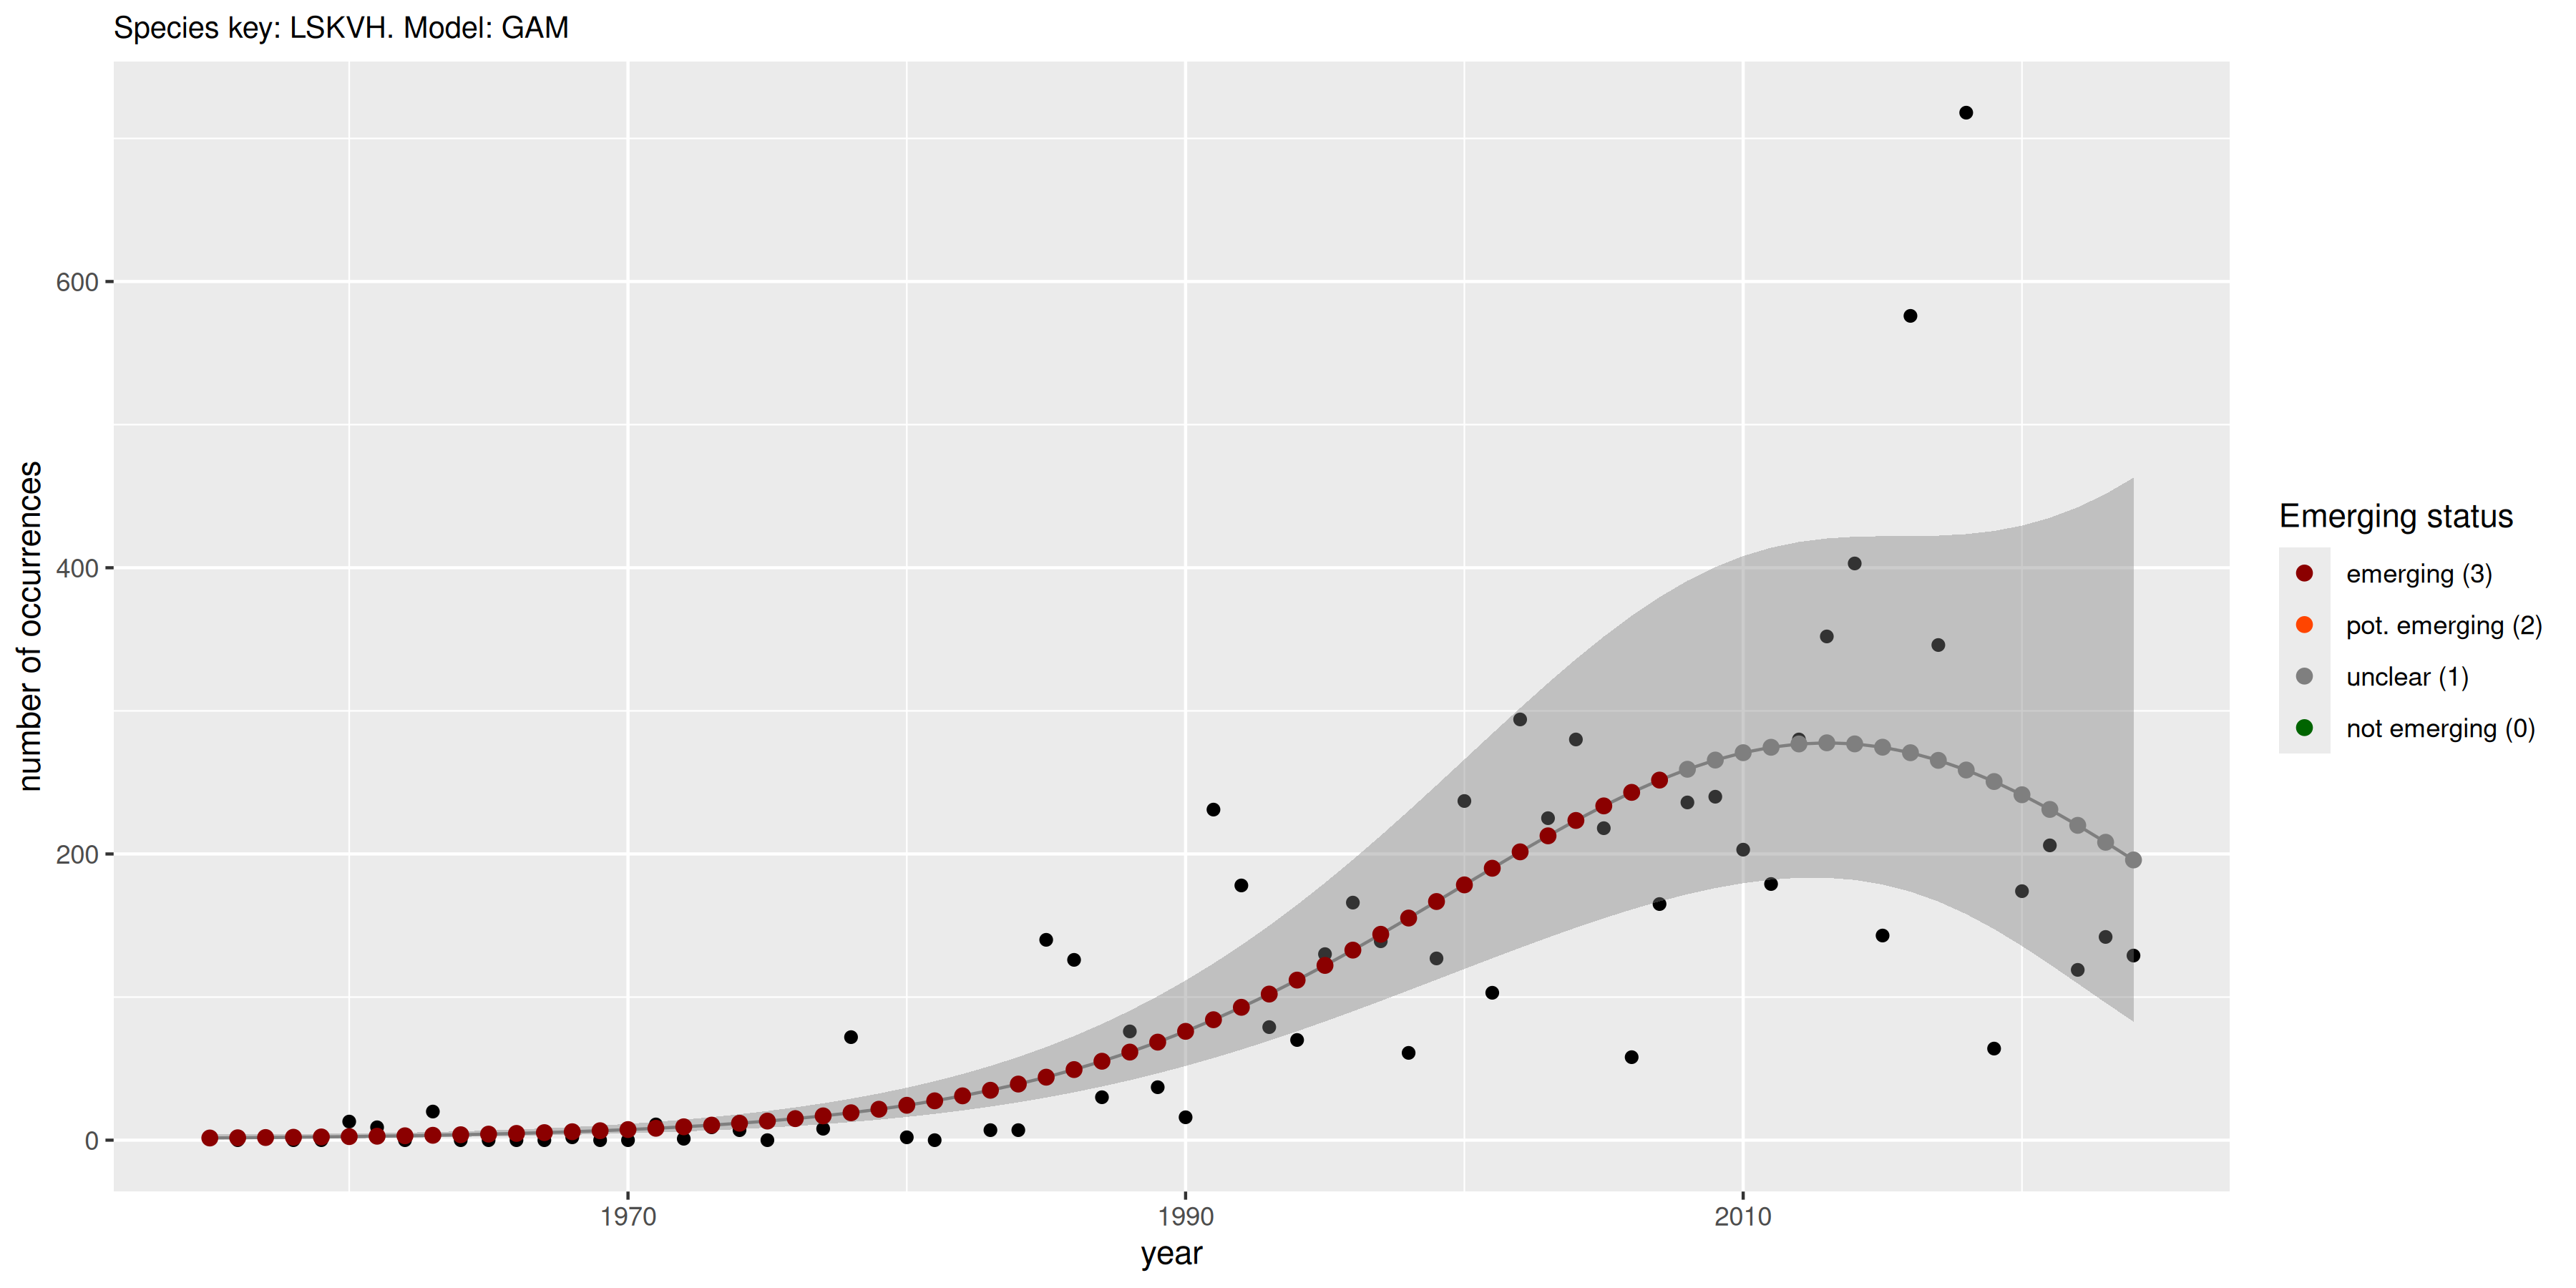 Species key: LSKVH. Model: GAM
number of occurrences
600
400
200
0
1970
1990
2010
year
Emerging status
emerging (3)
pot. emerging (2)
unclear (1)
not emerging (0)